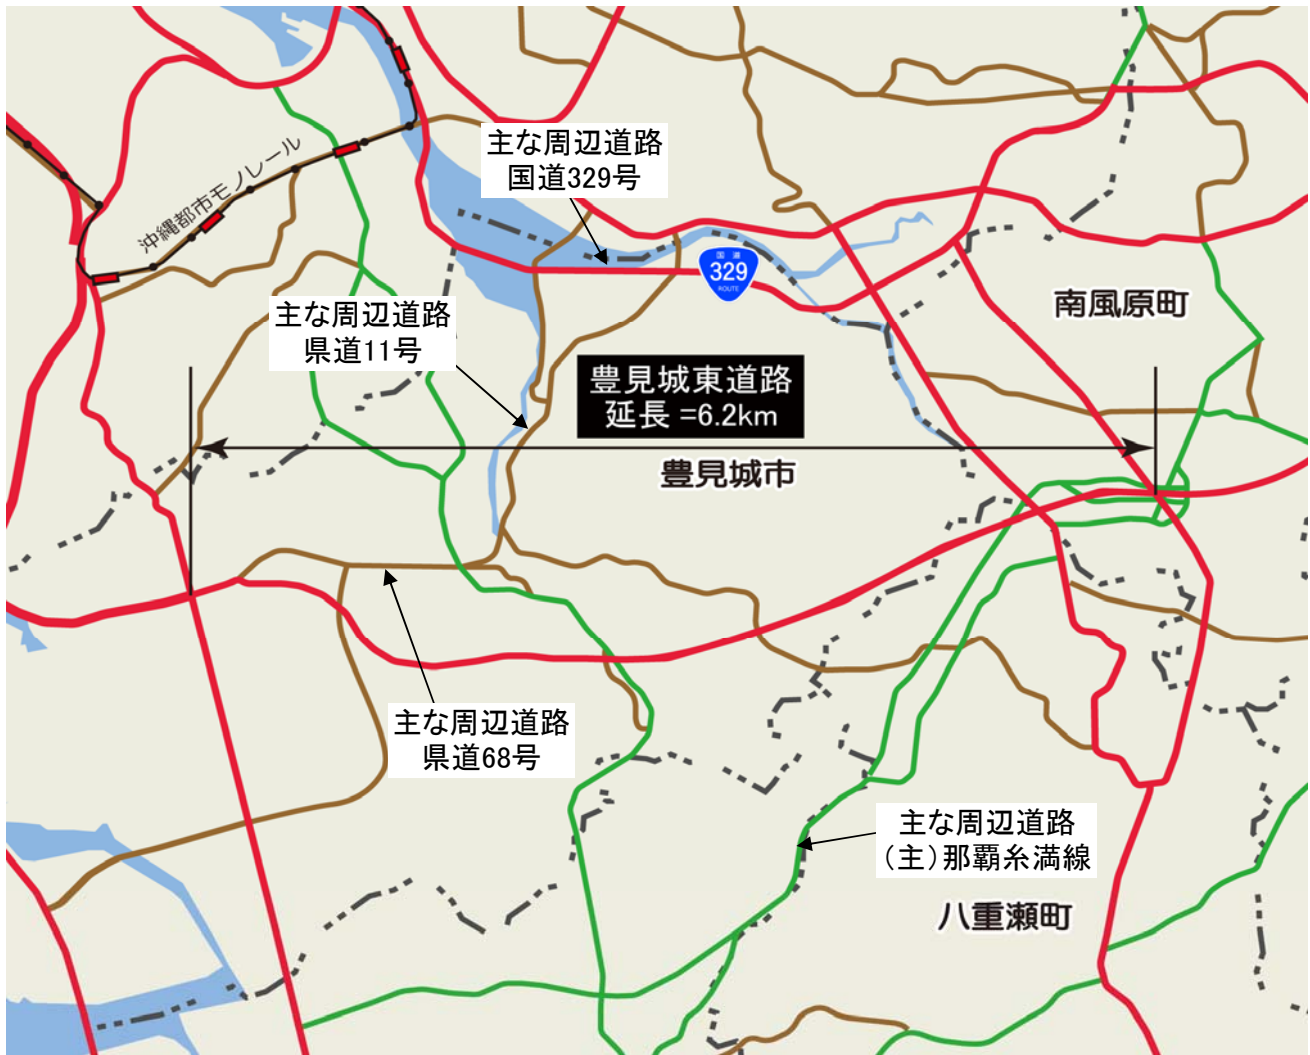 主な周辺道路
国道329号
沖縄都市モノレール
国道
329
ROUTE
南風原町
主な周辺道路
県道11号
豊見城東道路
延長 =6.2km
豊見城市
主な周辺道路
県道68号
主な周辺道路
(主)那覇糸満線
八重瀬町